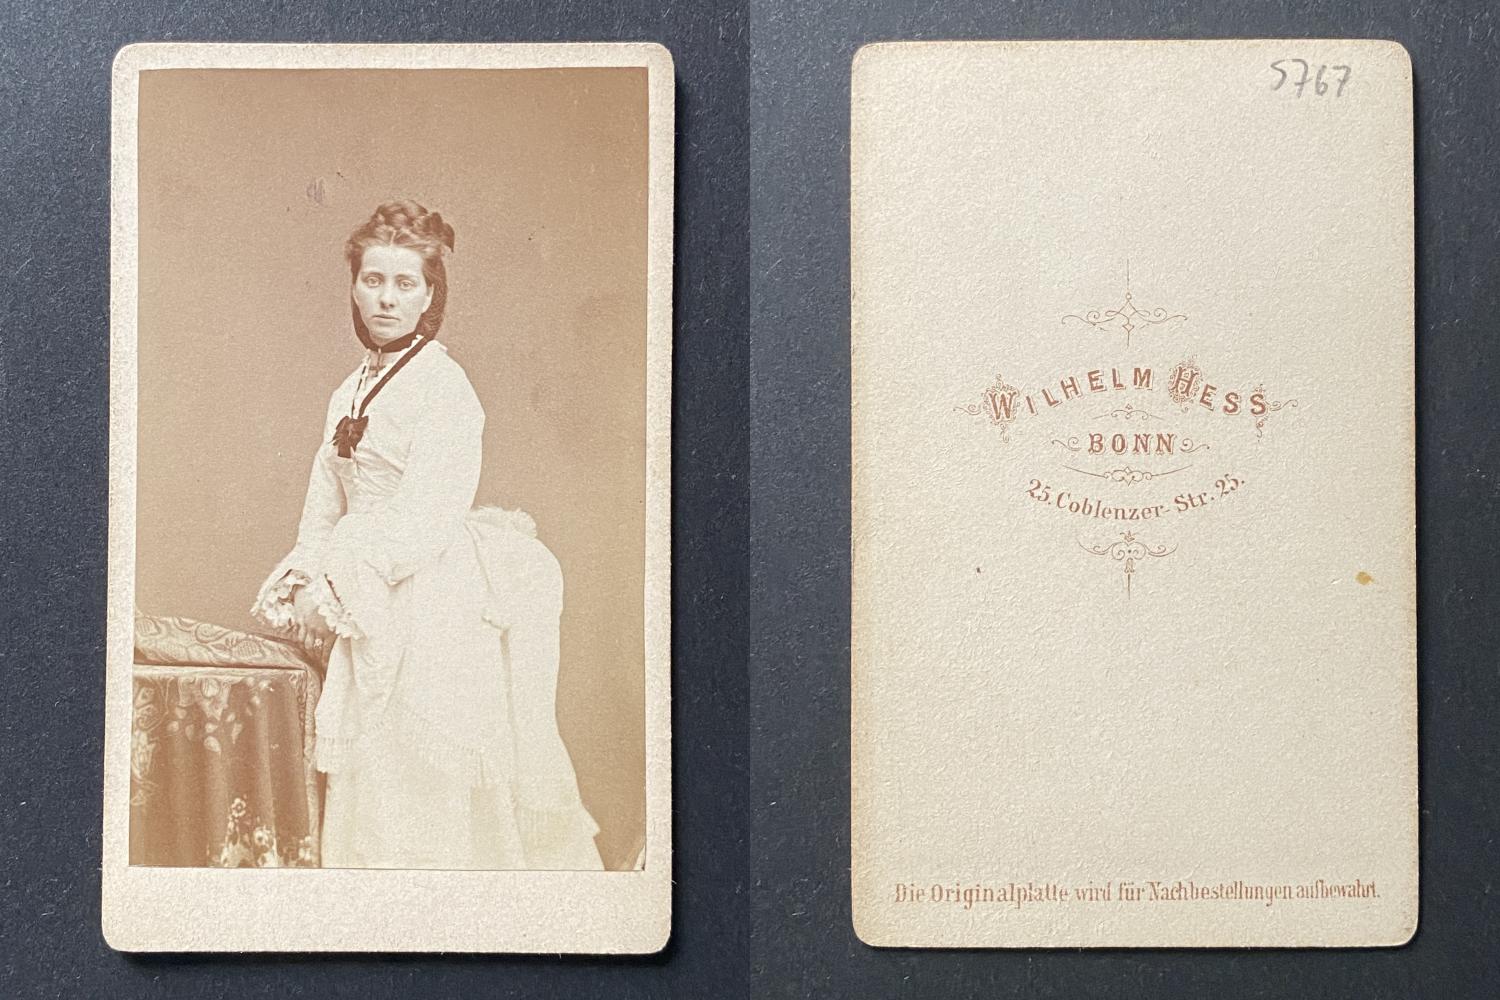 5767
WILHELM HESS
BONN
25. Coblenzer-Str. 25.
Die Originalplatte wird für Nachbestellungen aufbewahrt.